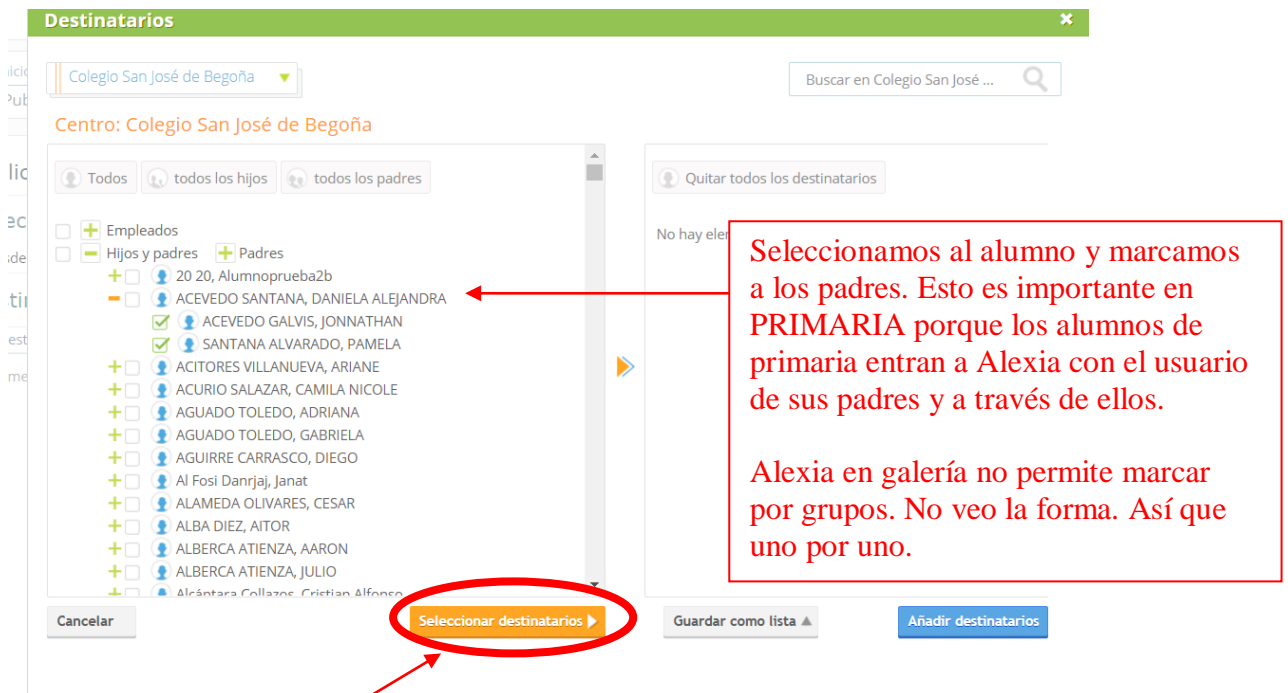 Destinatarios
Colegio San José de Begoña
Buscar en Colegio San José ...
Centro: Colegio San José de Begoña
Todos
todos los hijos
todos los padres
Quitar todos los destinatarios
Empleados
No hay
Hijos y padres
Padres
20 20, Alumnoprueba2b
ACEVEDO SANTANA, DANIELA ALEJANDRA
ACEVEDO GALVIS, JONNATHAN
SANTANA ALVARADO, PAMELA
ACITORES VILLANUEVA, ARIANE
ACURIO SALAZAR, CAMILA NICOLE
AGUADO TOLEDO, ADRIANA
AGUADO TOLEDO, GABRIELA
AGUIRRE CARRASCO, DIEGO
Al Fosi Danrjaj, Janat
ALAMEDA OLIVARES, CESAR
ALBA DIEZ, AITOR
ALBERCA ATIENZA, AARON
ALBERCA ATIENZA, JULIO
Alcántara Collazos, Cristian Alfonso
Seleccionamos al alumno y marcamos
a los padres. Esto es importante en
PRIMARIA porque los alumnos de
primaria entran a Alexia con el usuario
de sus padres y a través de ellos.
Alexia en galería no permite marcar
por grupos. No veo la forma. Así que
uno por uno.
Cancelar
Seleccionar destinatarios
Guardar como lista
Añadir destinatarios